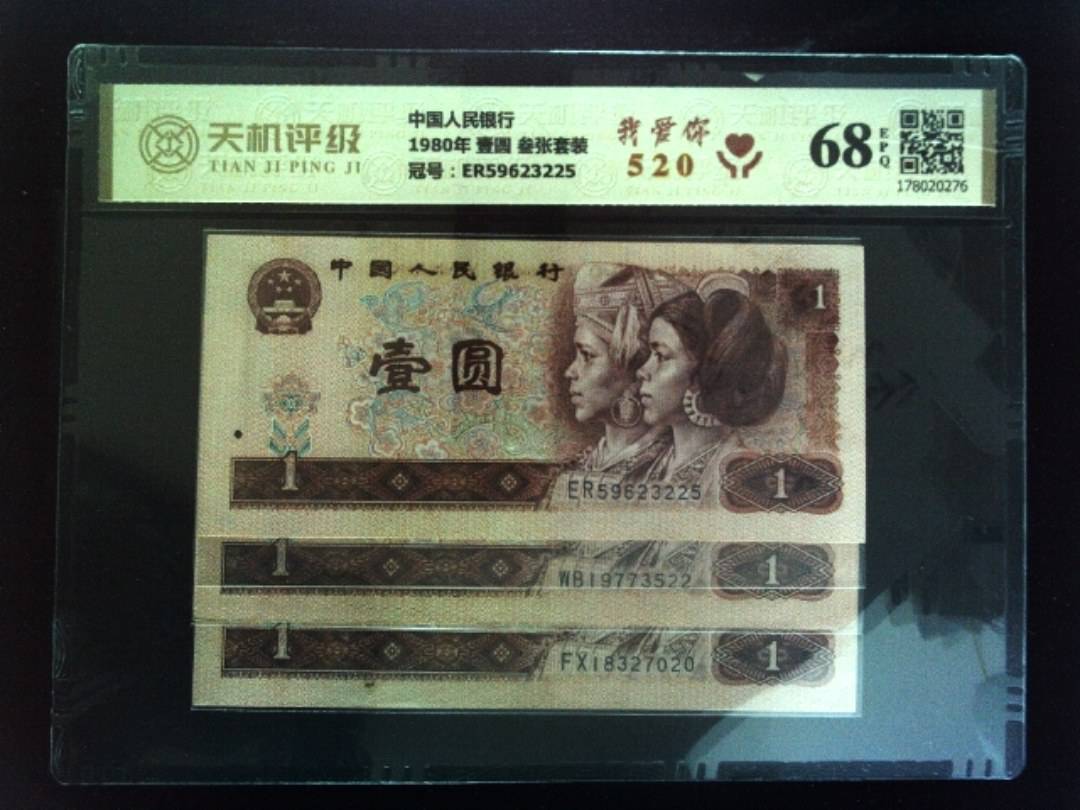 天机评级
TIAN JI PING JI
中国人民银行
1980年 壹圆 叁张套装
冠号：ER59623225
我爱你
520
68
EPQ
178020276
中国人民银行
1
壹圆
1
ER59623225
1
1
WB19773522
1
1
FX18327020
1